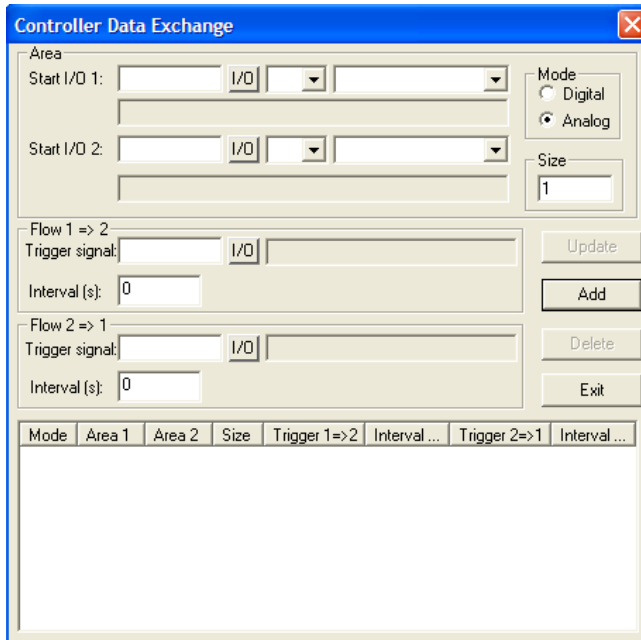 Controller Data Exchange
Area
Start I/O 1: I/O
Mode
Digital
Analog
Start I/O 2: I/O
Size
1
Flow 1 => 2
Trigger signal: I/O
Update
Interval (s): 0
Add
Flow 2 => 1
Trigger signal: I/O
Delete
Interval (s): 0
Exit
Mode Area 1 Area 2 Size Trigger 1=>2 Interval ... Trigger 2=>1 Interval ...